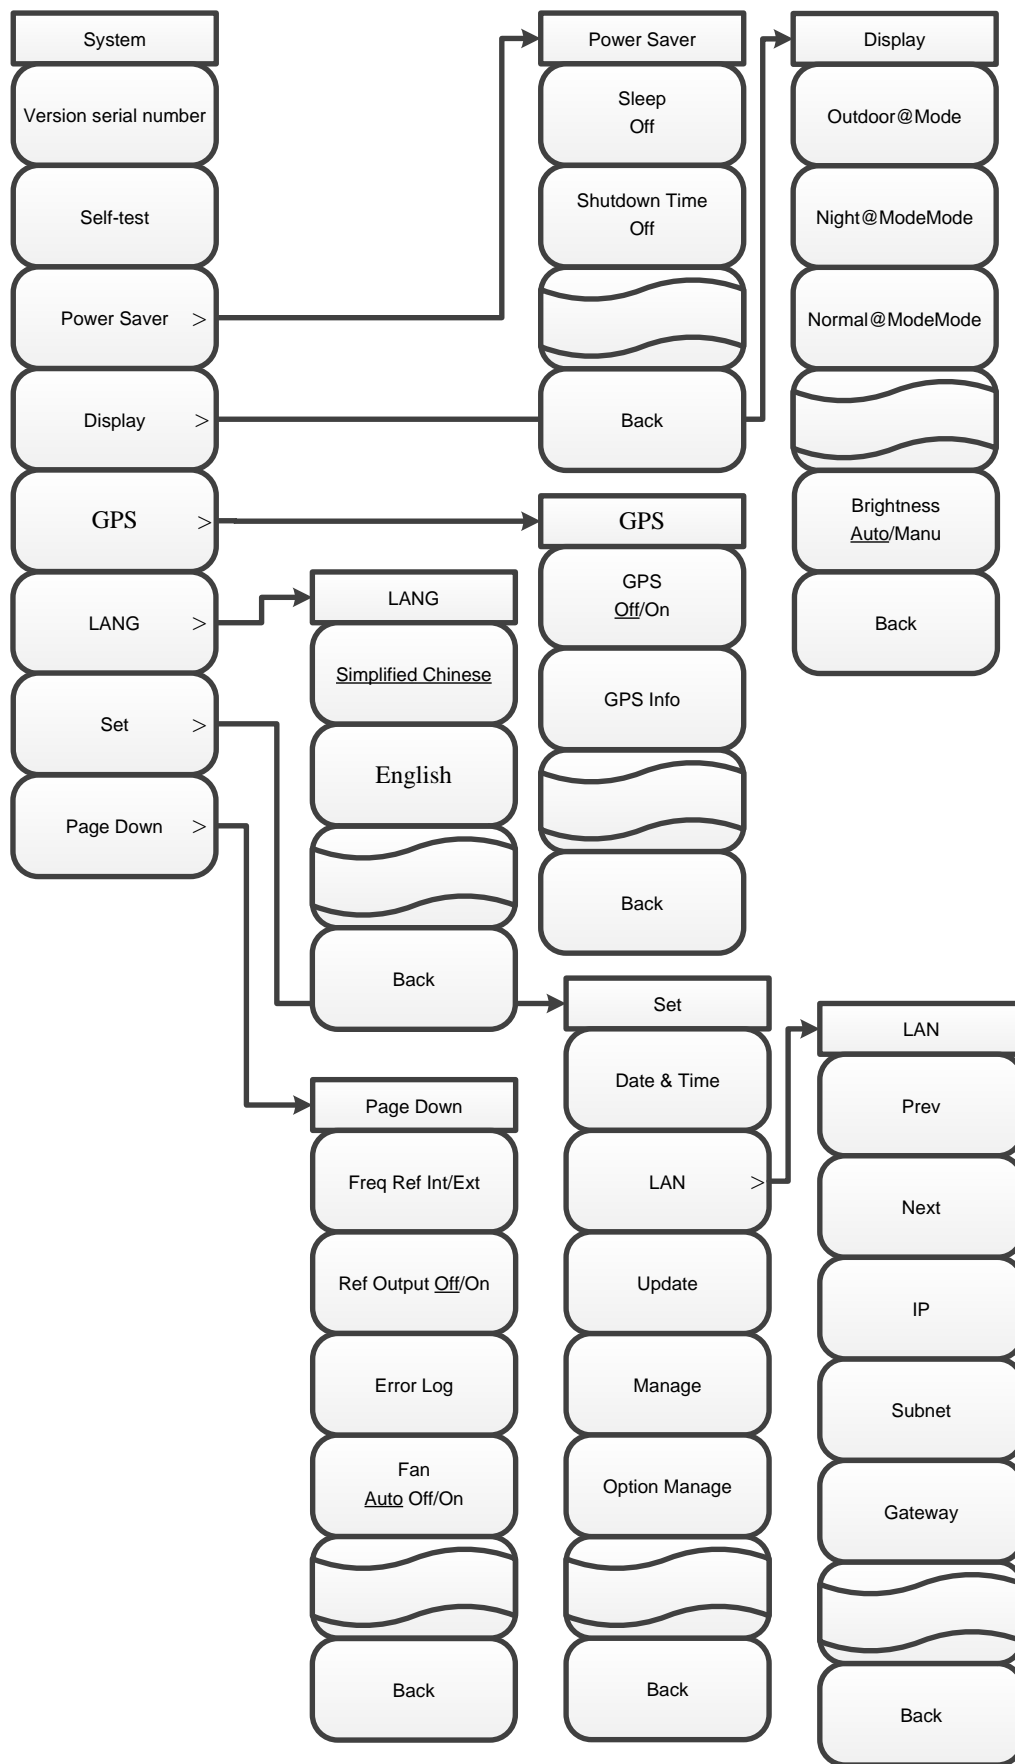 System
Version serial number
Self-test
Power Saver >
Display >
GPS >
LANG >
Set >
Page Down >
Power Saver
Sleep
Off
Shutdown Time
Off
Back
Display
Outdoor@Mode
Night@ModeMode
Normal@ModeMode
Brightness
Auto/Manu
Back
GPS
GPS
Off/On
GPS Info
Back
LANG
Simplified Chinese
English
Back
Set
Date & Time
LAN >
Update
Manage
Option Manage
Back
LAN
Prev
Next
IP
Subnet
Gateway
Back
Page Down
Freq Ref Int/Ext
Ref Output Off/On
Error Log
Fan
Auto Off/On
Back